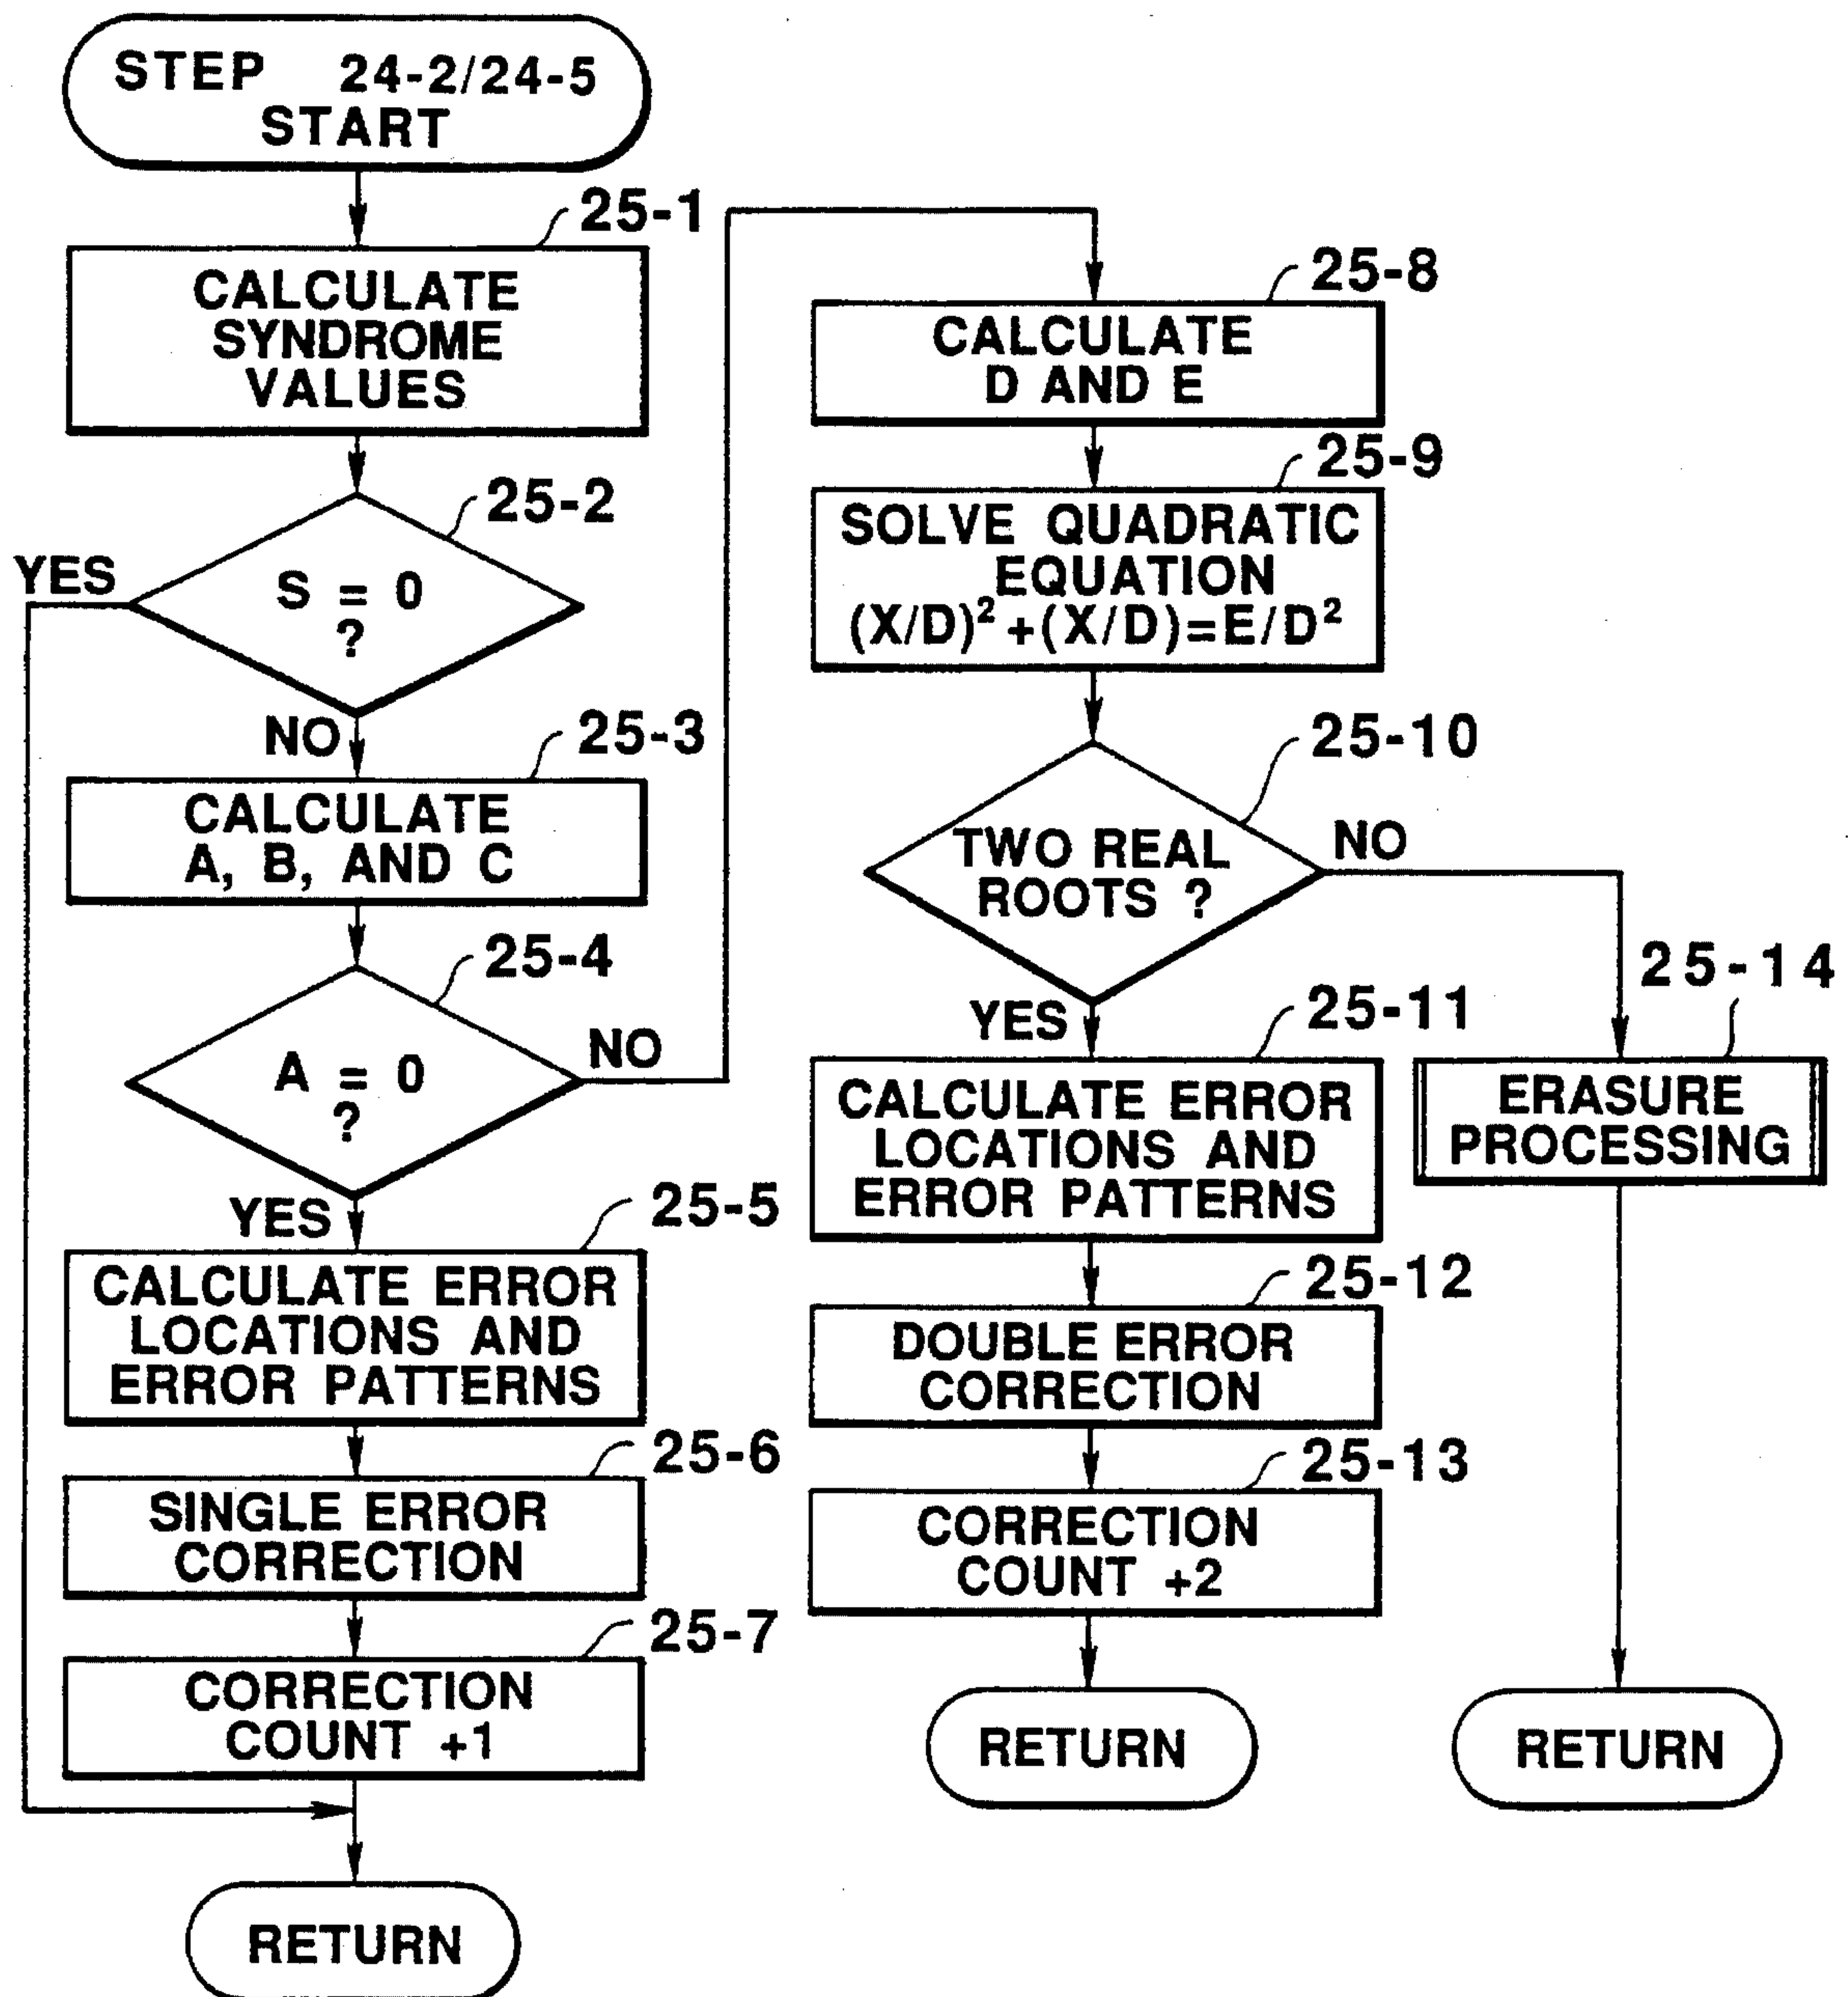 STEP 24-2/24-5
START
25-1
CALCULATE
SYNDROME
VALUES
25-2
YES
S = 0
?
NO
25-3
CALCULATE
A, B, AND C
25-4
A = 0
?
NO
YES
25-5
CALCULATE ERROR
LOCATIONS AND
ERROR PATTERNS
25-6
SINGLE ERROR
CORRECTION
25-7
CORRECTION
COUNT +1
RETURN
25-8
CALCULATE
D AND E
25-9
SOLVE QUADRATIC
EQUATION
(X/D)²+(X/D)=E/D²
25-10
TWO REAL
ROOTS ?
NO
YES
25-11
CALCULATE ERROR
LOCATIONS AND
ERROR PATTERNS
25-12
DOUBLE ERROR
CORRECTION
25-13
CORRECTION
COUNT +2
RETURN
25-14
ERASURE
PROCESSING
RETURN